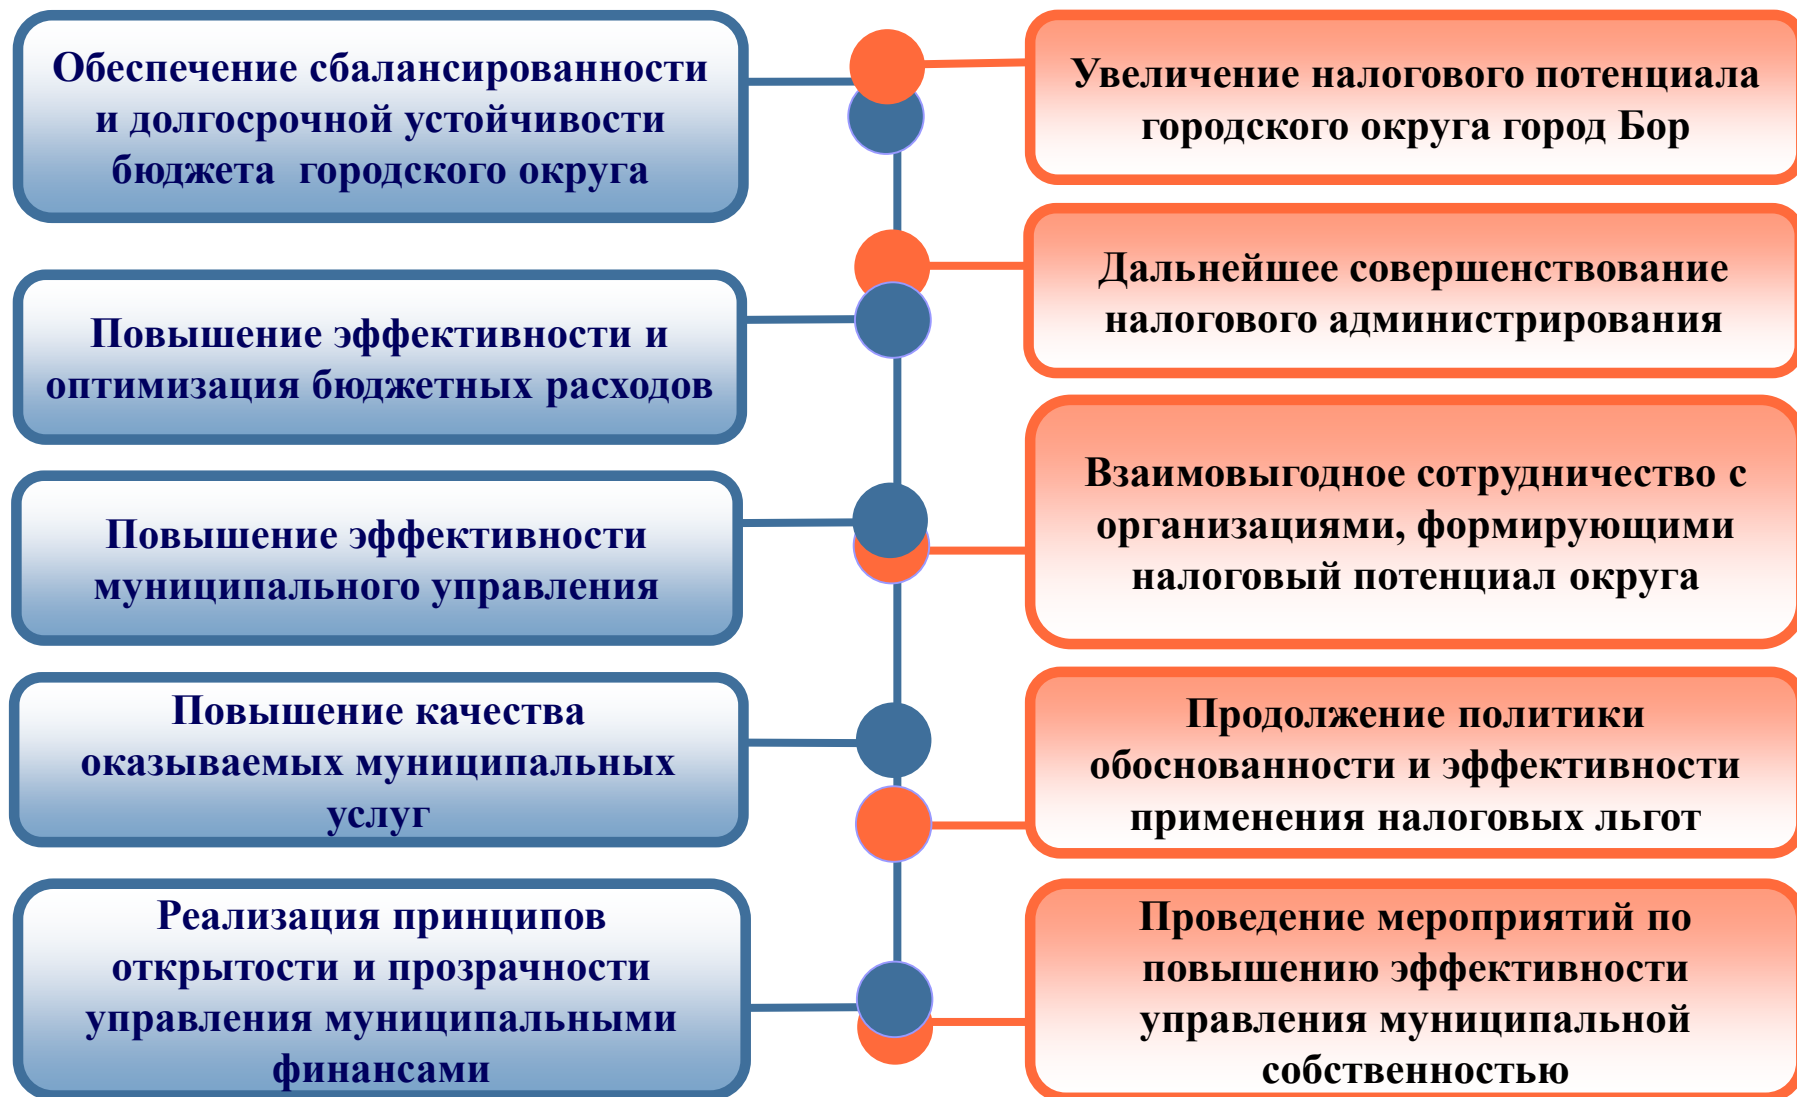 Обеспечение сбалансированности
и долгосрочной устойчивости
бюджета городского округа
Повышение эффективности и
оптимизация бюджетных расходов
Повышение эффективности
муниципального управления
Повышение качества
оказываемых муниципальных
услуг
Реализация принципов
открытости и прозрачности
управления муниципальными
финансами
Увеличение налогового потенциала
городского округа город Бор
Дальнейшее совершенствование
налогового администрирования
Взаимовыгодное сотрудничество с
организациями, формирующими
налоговый потенциал округа
Продолжение политики
обоснованности и эффективности
применения налоговых льгот
Проведение мероприятий по
повышению эффективности
управления муниципальной
собственностью